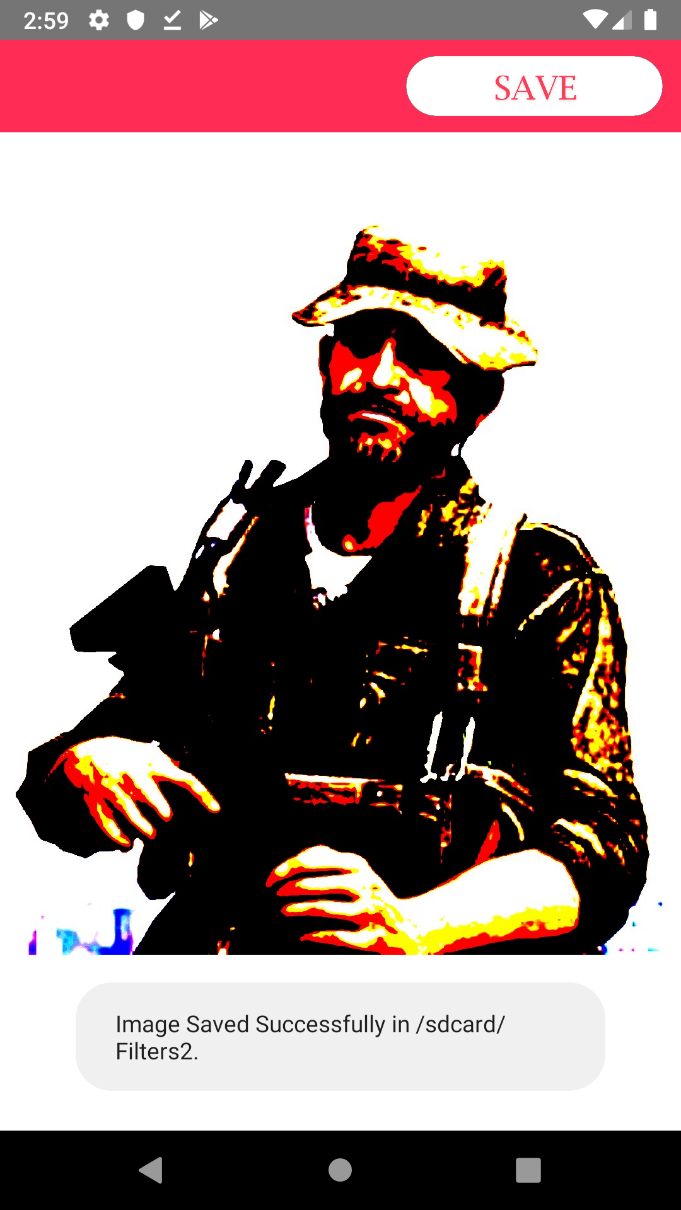 2:59
SAVE
Image Saved Successfully in /sdcard/
Filters2.